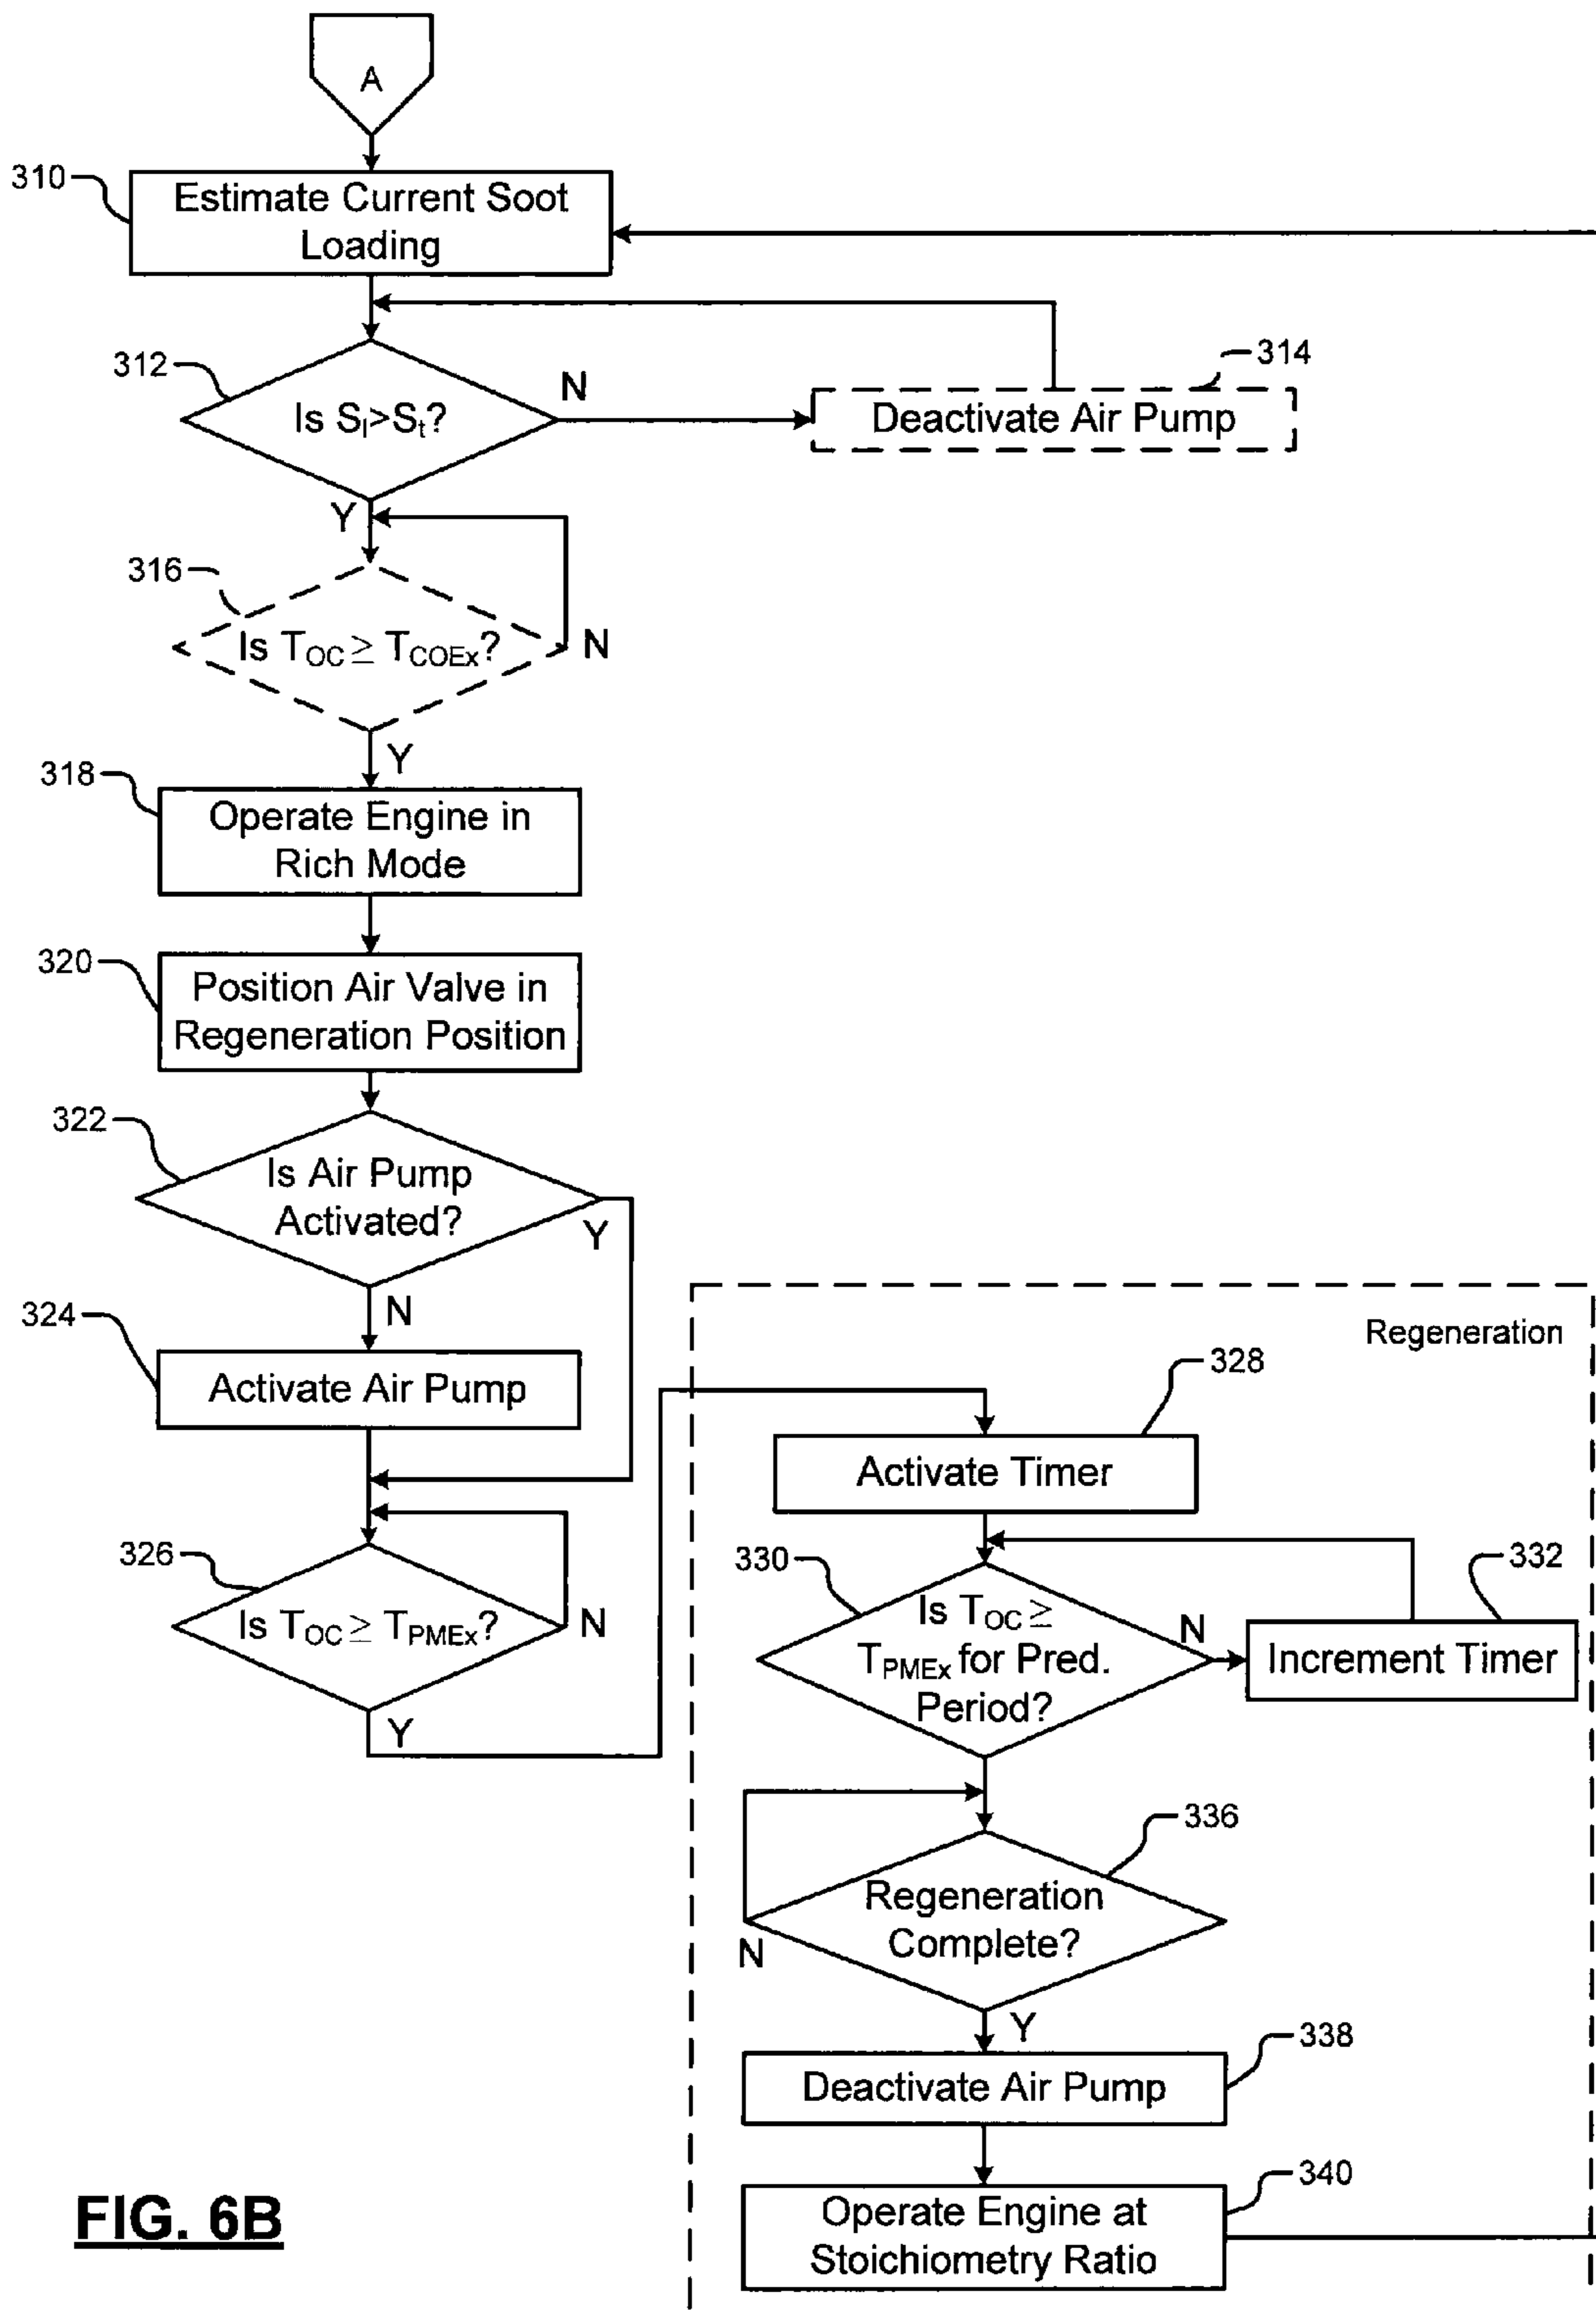 A
310
Estimate Current Soot
Loading
312
Is Sl>St?
N
314
Deactivate Air Pump
Y
316
Is TOC ≥ TCOEx?
N
Y
318
Operate Engine in
Rich Mode
320
Position Air Valve in
Regeneration Position
322
Is Air Pump
Activated?
Y
N
324
Activate Air Pump
326
Is TOC ≥ TPMEx?
N
Y
Regeneration
328
Activate Timer
330
Is TOC ≥
TPMEx for Pred.
Period?
N
332
Increment Timer
336
Regeneration
Complete?
N
Y
338
Deactivate Air Pump
340
Operate Engine at
Stoichiometry Ratio
FIG. 6B